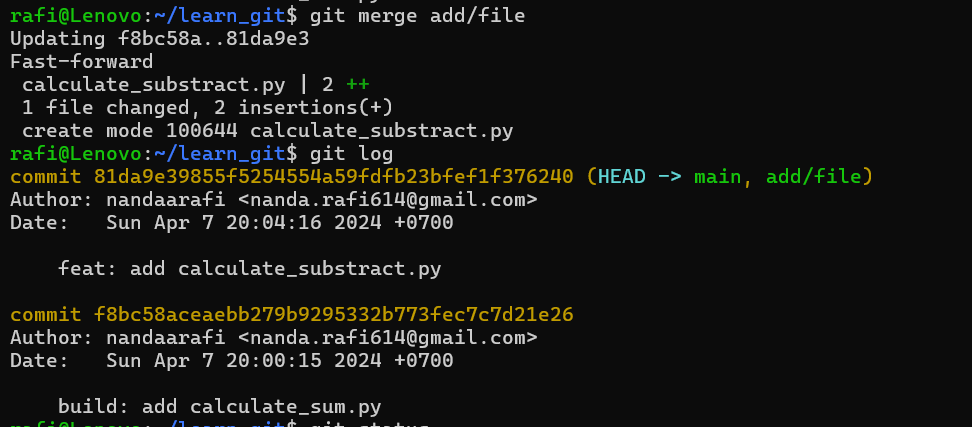 rafi@Lenovo:~/learn_git$ git merge add/file
Updating f8bc58a..81da9e3
Fast-forward
 calculate_substract.py | 2 ++
 1 file changed, 2 insertions(+)
 create mode 100644 calculate_substract.py
rafi@Lenovo:~/learn_git$ git log
commit 81da9e39855f5254554a59fdfb23bfef1f376240 (HEAD -> main, add/file)
Author: nandaarafi <nanda.rafi614@gmail.com>
Date:   Sun Apr 7 20:04:16 2024 +0700

    feat: add calculate_substract.py

commit f8bc58aceaebb279b9295332b773fec7c7d21e26
Author: nandaarafi <nanda.rafi614@gmail.com>
Date:   Sun Apr 7 20:00:15 2024 +0700

    build: add calculate_sum.py
rafi@Lenovo:~/learn_git$ git status